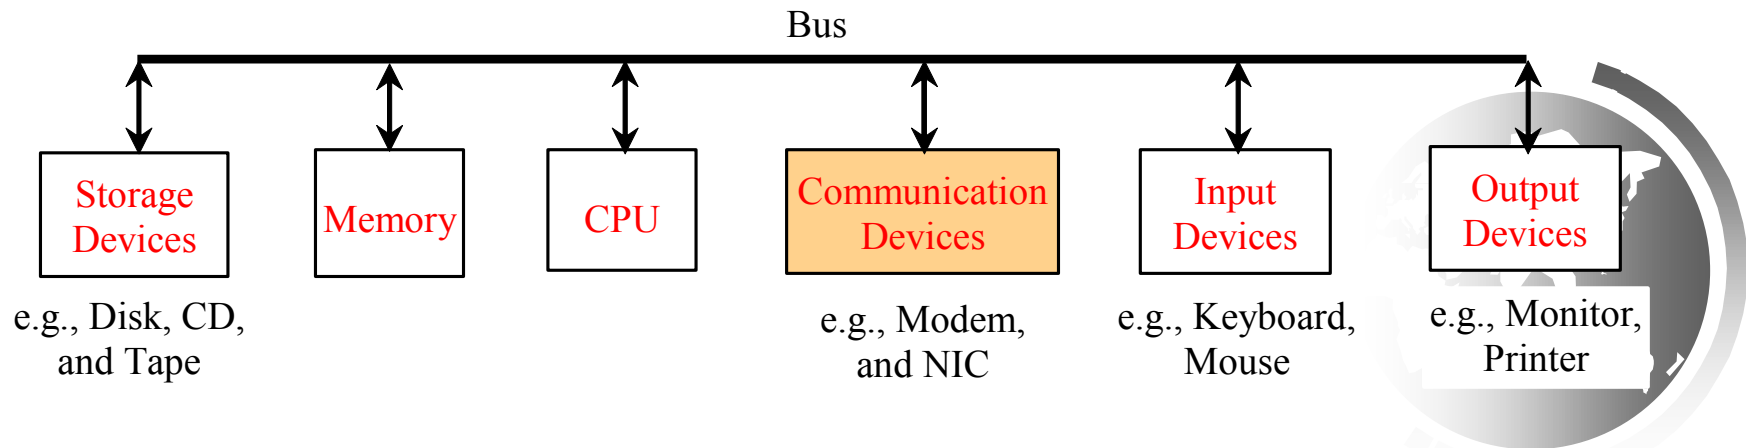 Bus
Storage
Devices
Memory
CPU
Communication
Devices
Input
Devices
Output
Devices
e.g., Disk, CD,
and Tape
e.g., Modem,
and NIC
e.g., Keyboard,
Mouse
e.g., Monitor,
Printer